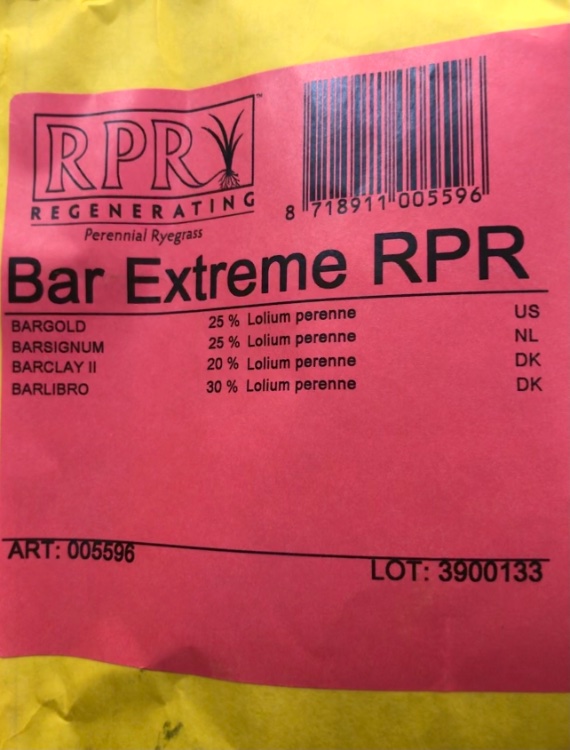 RPR™
REGENERATING
Perennial Ryegrass
8 718911 005596
Bar Extreme RPR
BARGOLD 25 % Lolium perenne US
BARSIGNUM 25 % Lolium perenne NL
BARCLAY II 20 % Lolium perenne DK
BARLIBRO 30 % Lolium perenne DK
ART: 005596
LOT: 3900133